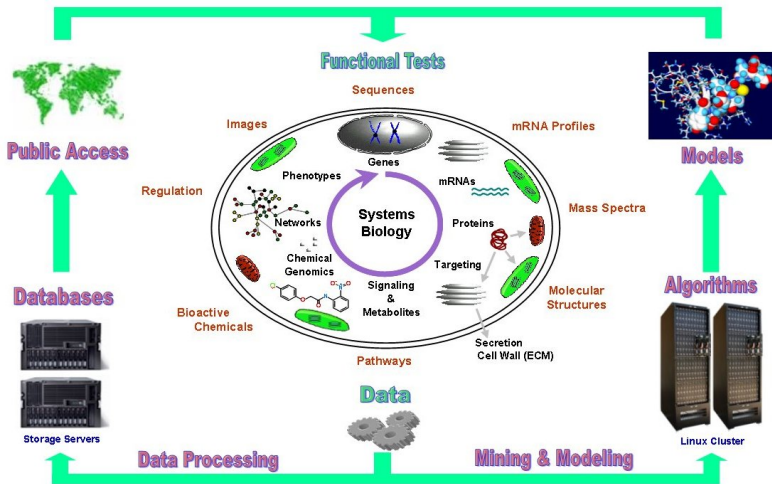 Functional Tests
Sequences
Images
mRNA Profiles
Public Access
Models
Genes
Phenotypes
mRNAs
Regulation
Mass Spectra
Systems
Biology
Networks
Proteins
Chemical
Genomics
Targeting
Databases
Algorithms
Signaling
&
Metabolites
Molecular
Structures
Bioactive
Chemicals
Cl
O
O
N
H
O⁻
N⁺
O
Secretion
Cell Wall (ECM)
Pathways
Data
Storage Servers
Linux Cluster
Data Processing
Mining & Modeling